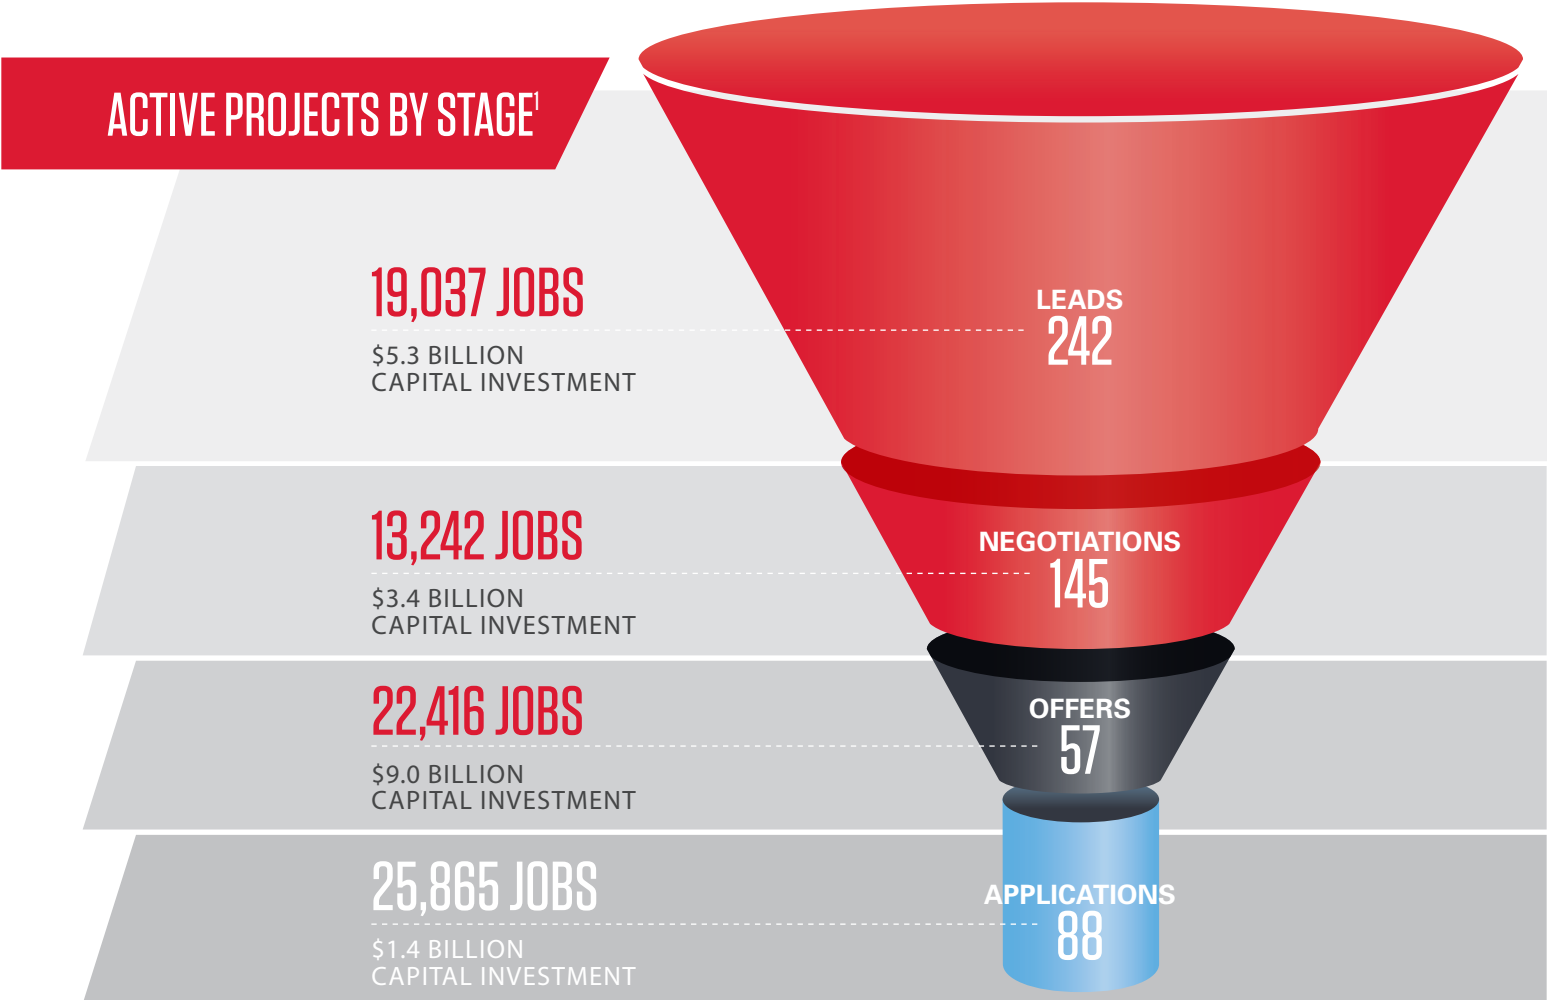 ACTIVE PROJECTS BY STAGE¹
19,037 JOBS
$5.3 BILLION
CAPITAL INVESTMENT
LEADS
242
13,242 JOBS
$3.4 BILLION
CAPITAL INVESTMENT
NEGOTIATIONS
145
22,416 JOBS
$9.0 BILLION
CAPITAL INVESTMENT
OFFERS
57
25,865 JOBS
$1.4 BILLION
CAPITAL INVESTMENT
APPLICATIONS
88